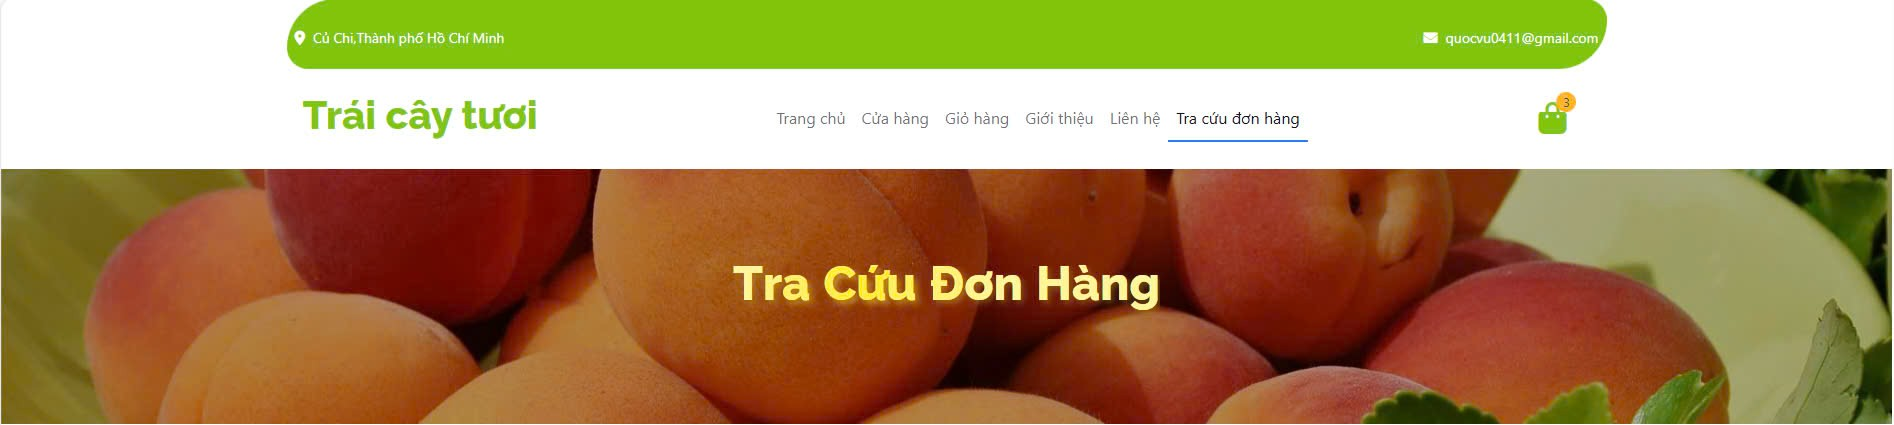 Củ Chi,Thành phố Hồ Chí Minh
quocvu0411@gmail.com
Trái cây tươi
Trang chủ Cửa hàng Giỏ hàng Giới thiệu Liên hệ Tra cứu đơn hàng
3
Tra Cứu Đơn Hàng